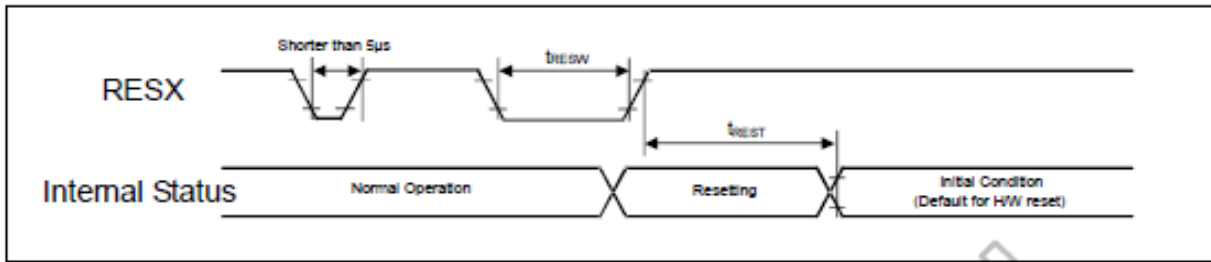 Shorter than 5µs
tRESW
RESX
tREST
Internal Status
Normal Operation
Resetting
Initial Condition
(Default for H/W reset)